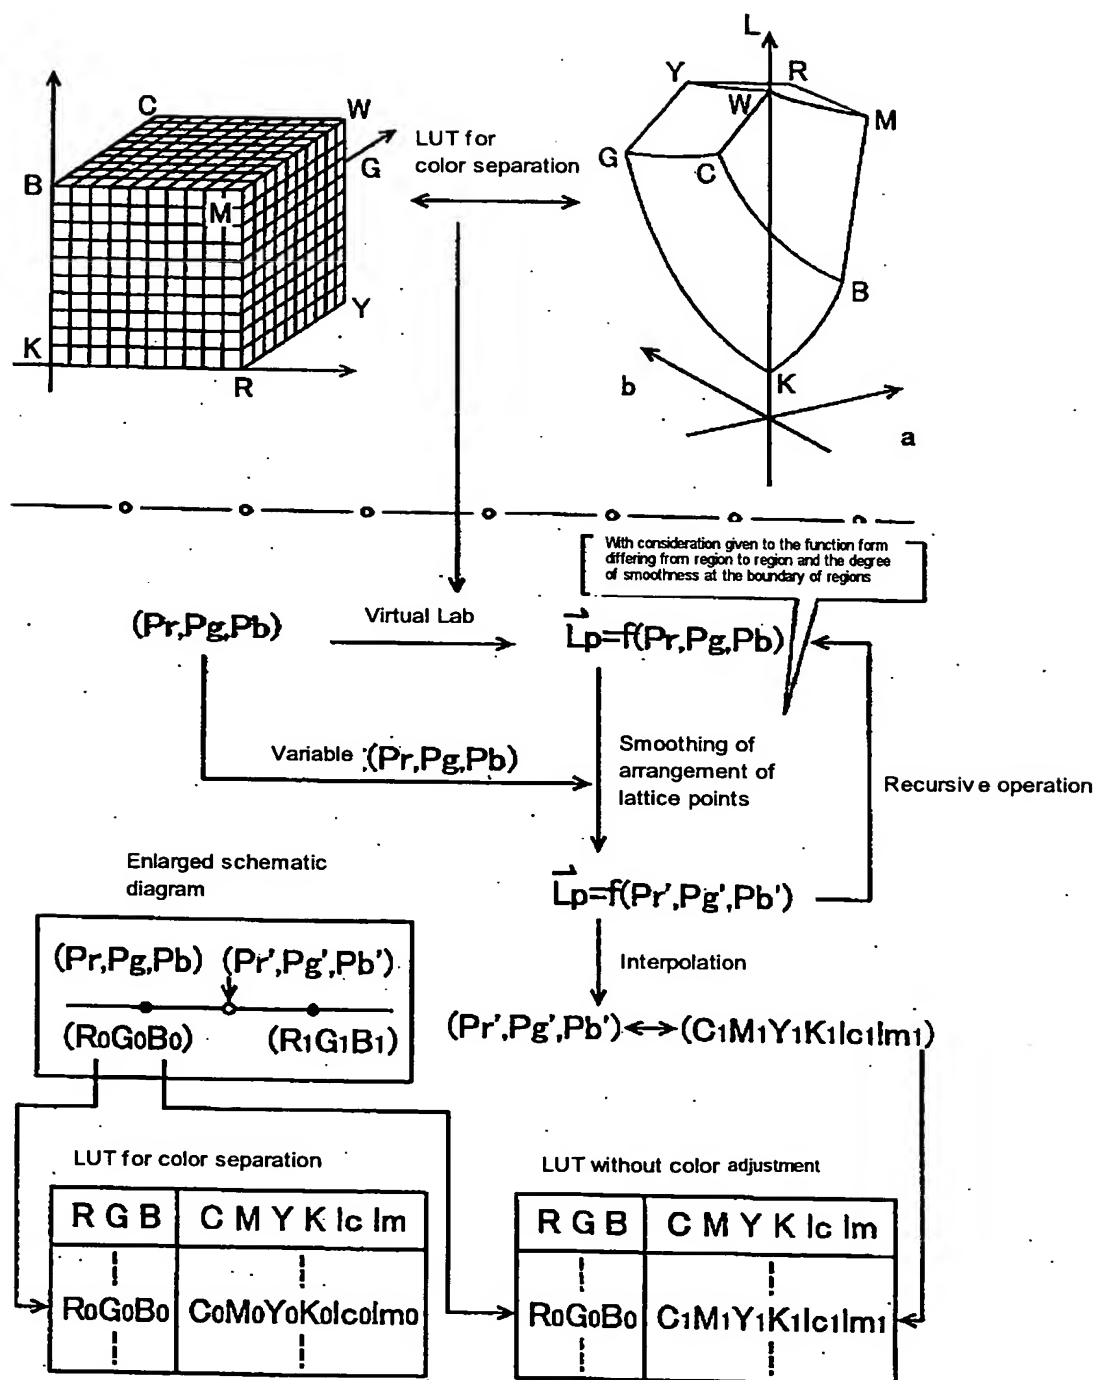 L
Y
R
W
M
G
C
B
K
b
a
C
W
G
B
M
K
Y
R
LUT for
color separation
With consideration given to the function form
differing from region to region and the degree
of smoothness at the boundary of regions
(Pr,Pg,Pb)
Virtual Lab
Lp=f(Pr,Pg,Pb)
Variable :(Pr,Pg,Pb)
Smoothing of
arrangement of
lattice points
Recursive operation
Enlarged schematic
diagram
Lp=f(Pr',Pg',Pb')
(Pr,Pg,Pb) (Pr',Pg',Pb')
(R0G0B0) (R1G1B1)
Interpolation
(Pr',Pg',Pb')↔(C1M1Y1K1lc1lm1)
LUT for color separation
R G B C M Y K lc lm
R0G0B0 C0M0Y0K0lc0lm0
LUT without color adjustment
R G B C M Y K lc lm
R0G0B0 C1M1Y1K1lc1lm1